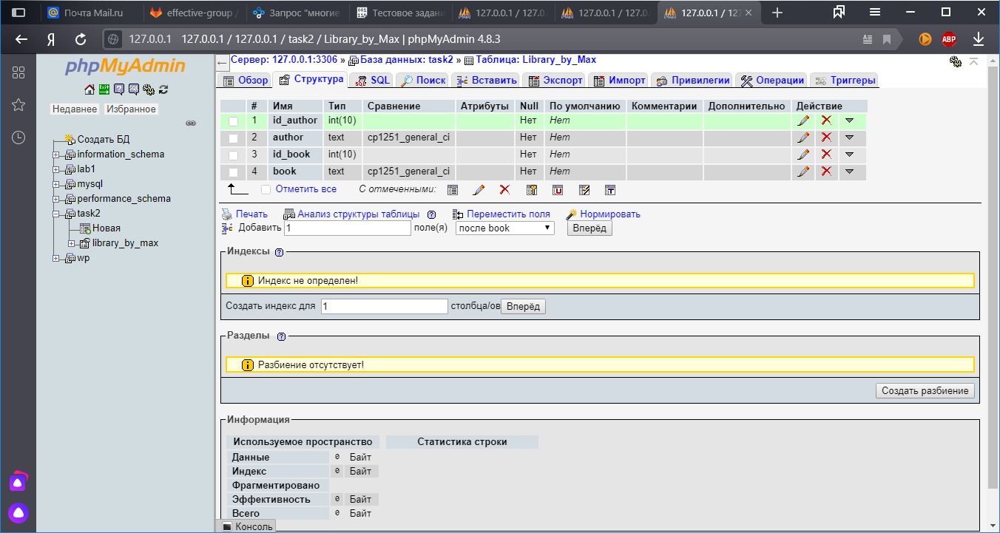 Почта Mail.ru
effective-group /
Запрос "многие
Тестовое задани
127.0.0.1 / 127.0.
127.0.0.1 / 127.0.
127.0.0.1 / 127
127.0.0.1 127.0.0.1 / 127.0.0.1 / task2 / Library_by_Max | phpMyAdmin 4.8.3
ABP
phpMyAdmin
Недавнее Избранное
Создать БД
information_schema
lab1
mysql
performance_schema
task2
Новая
library_by_max
wp
Сервер: 127.0.0.1:3306 » База данных: task2 » Таблица: Library_by_Max
Обзор Структура SQL Поиск Вставить Экспорт Импорт Привилегии Операции Триггеры
# Имя Тип Сравнение Атрибуты Null По умолчанию Комментарии Дополнительно Действие
1 id_author int(10) Нет Нет
2 author text cp1251_general_ci Нет Нет
3 id_book int(10) Нет Нет
4 book text cp1251_general_ci Нет Нет
Отметить все С отмеченными:
Печать Анализ структуры таблицы Переместить поля Нормировать
Добавить 1 поле(я) после book Вперёд
Индексы
Индекс не определен!
Создать индекс для 1 столбца/ов Вперёд
Разделы
Разбиение отсутствует!
Создать разбиение
Информация
Используемое пространство Статистика строки
Данные 0 Байт
Индекс 0 Байт
Фрагментировано
Эффективность 0 Байт
Всего 0 Байт
Консоль